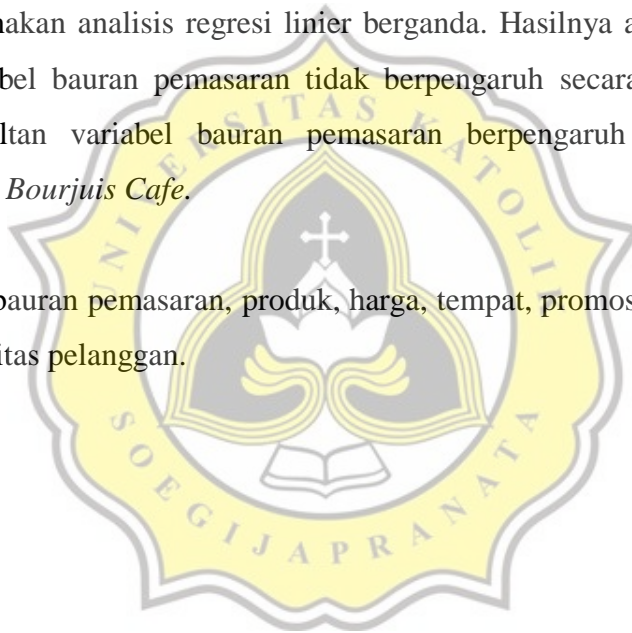 nakan analisis regresi linier berganda. Hasilnya a
bel bauran pemasaran tidak berpengaruh secara
ltan variabel bauran pemasaran berpengaruh
Bourjuis Cafe.
bauran pemasaran, produk, harga, tempat, promos
itas pelanggan.
UNIVERSITAS KATOLIK
SOEGIJAPRANATA